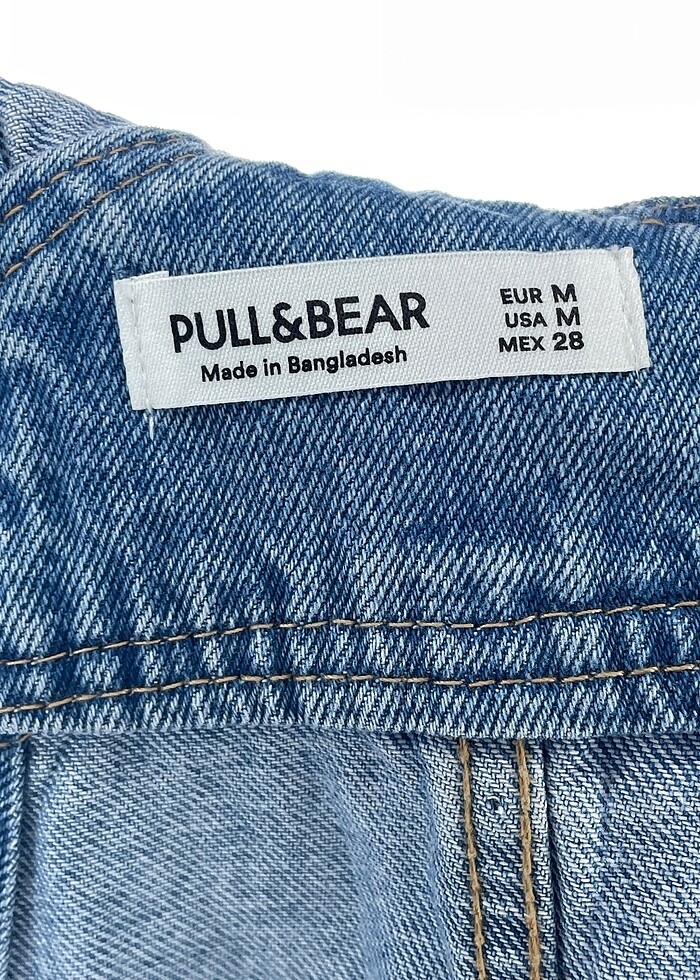 PULL&BEAR
Made in Bangladesh
EUR M
USA M
MEX 28